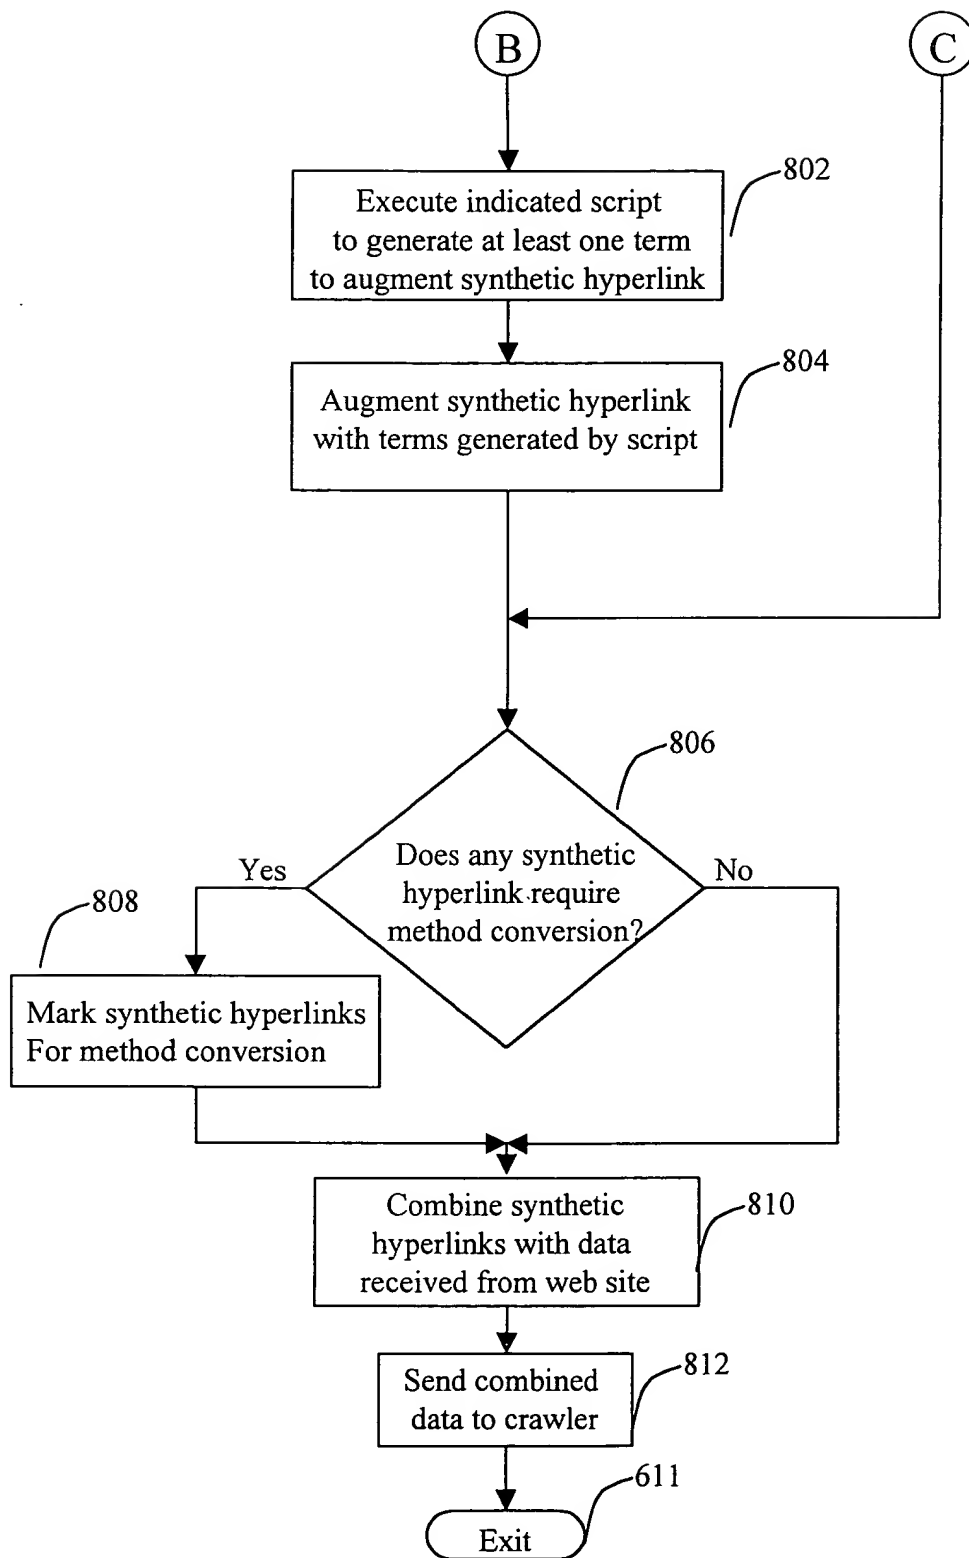 B
C
802
Execute indicated script
to generate at least one term
to augment synthetic hyperlink
804
Augment synthetic hyperlink
with terms generated by script
806
Does any synthetic
hyperlink require
method conversion?
Yes
No
808
Mark synthetic hyperlinks
For method conversion
810
Combine synthetic
hyperlinks with data
received from web site
812
Send combined
data to crawler
611
Exit